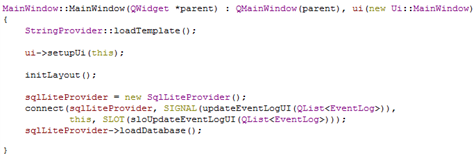 MainWindow::MainWindow(QWidget *parent) : QMainWindow(parent), ui(new Ui::MainWindow)
{
StringProvider::loadTemplate();
ui->setupUi(this);
initLayout();
sqlLiteProvider = new SqlLiteProvider();
connect(sqlLiteProvider, SIGNAL(updateEventLogUI(QList<EventLog>)),
this, SLOT(sloUpdateEventLogUI(QList<EventLog>)));
sqlLiteProvider->loadDatabase();
}